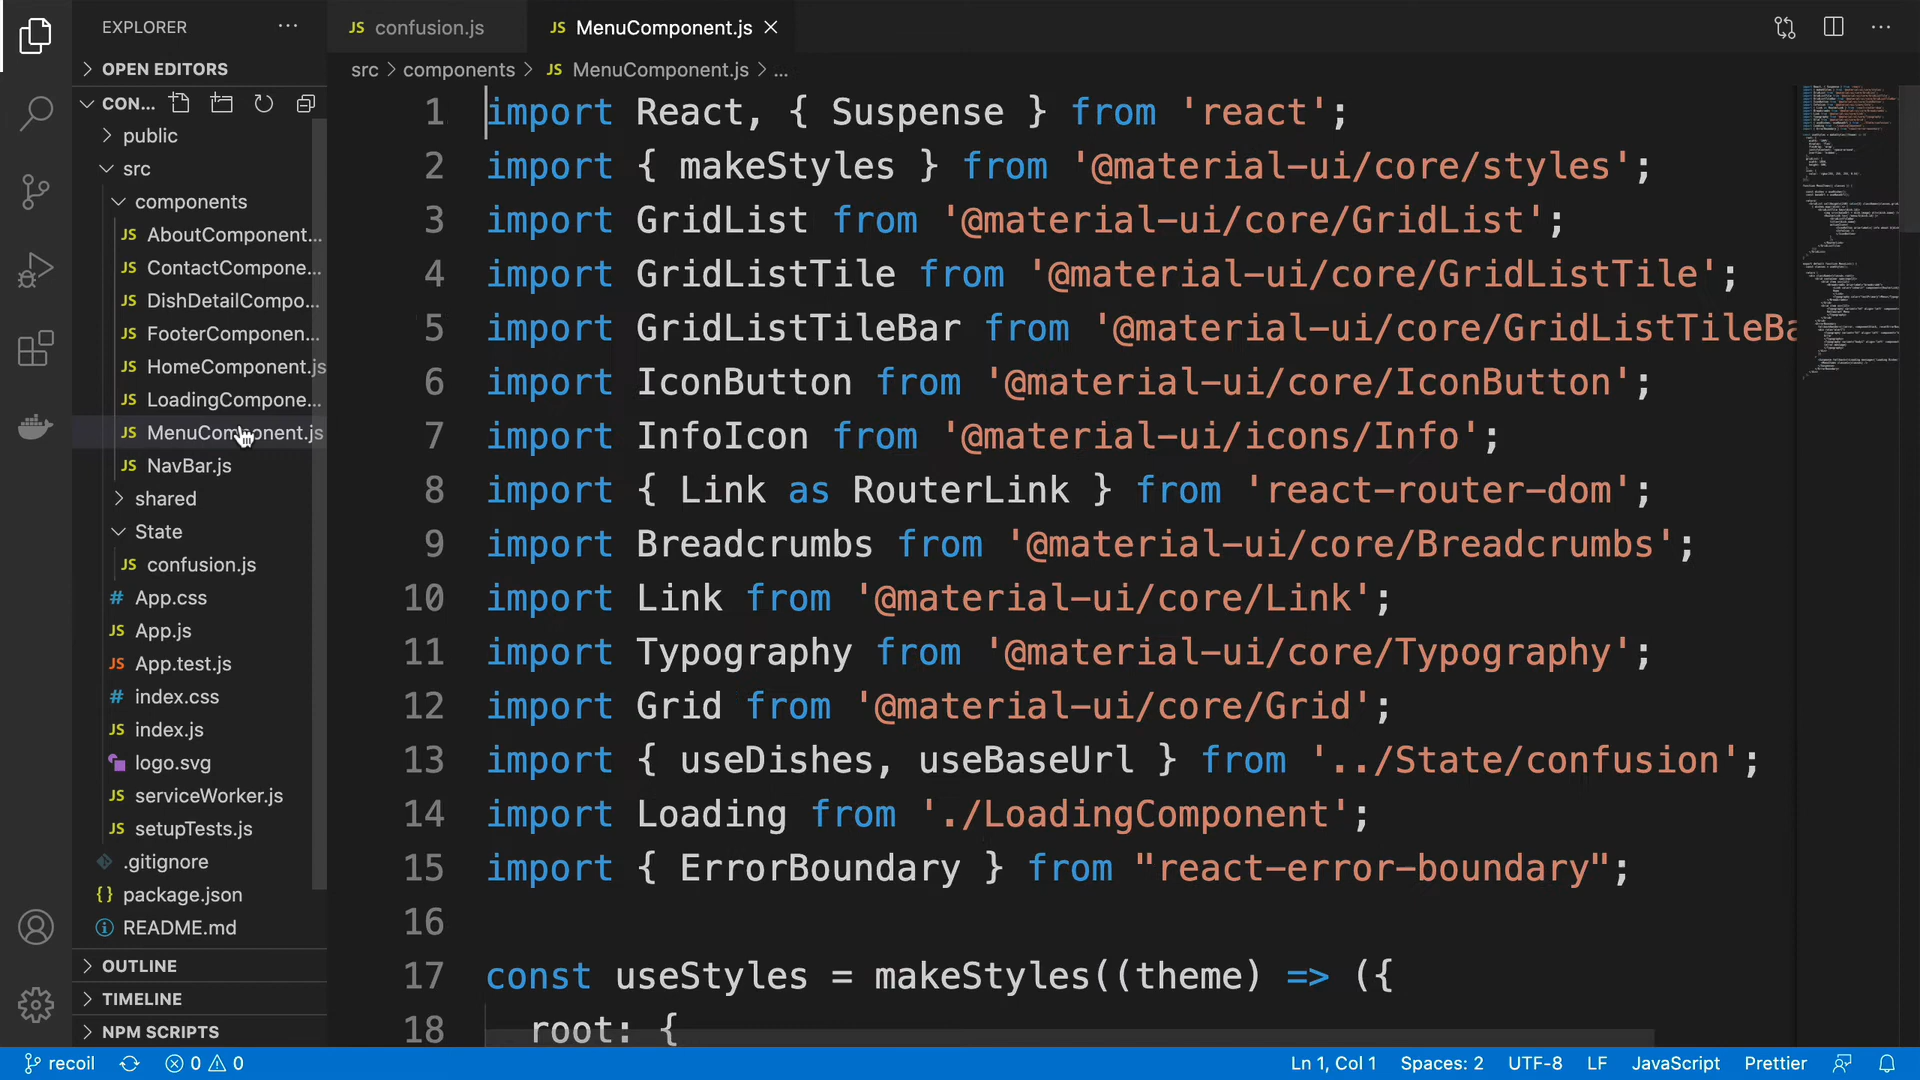 EXPLORER
OPEN EDITORS
CON...
public
src
components
AboutComponent...
ContactCompone...
DishDetailCompo...
FooterComponen...
HomeComponent.js
LoadingCompone...
MenuComponent.js
NavBar.js
shared
State
confusion.js
App.css
App.js
App.test.js
index.css
index.js
logo.svg
serviceWorker.js
setupTests.js
.gitignore
package.json
README.md
OUTLINE
TIMELINE
NPM SCRIPTS
JS confusion.js
JS MenuComponent.js
src > components > JS MenuComponent.js > ...
1 import React, { Suspense } from 'react';
2 import { makeStyles } from '@material-ui/core/styles';
3 import GridList from '@material-ui/core/GridList';
4 import GridListTile from '@material-ui/core/GridListTile';
5 import GridListTileBar from '@material-ui/core/GridListTileBa
6 import IconButton from '@material-ui/core/IconButton';
7 import InfoIcon from '@material-ui/icons/Info';
8 import { Link as RouterLink } from 'react-router-dom';
9 import Breadcrumbs from '@material-ui/core/Breadcrumbs';
10 import Link from '@material-ui/core/Link';
11 import Typography from '@material-ui/core/Typography';
12 import Grid from '@material-ui/core/Grid';
13 import { useDishes, useBaseUrl } from '../State/confusion';
14 import Loading from './LoadingComponent';
15 import { ErrorBoundary } from "react-error-boundary";
16
17 const useStyles = makeStyles((theme) => ({
18 root: {
recoil 0 0 Ln 1, Col 1 Spaces: 2 UTF-8 LF JavaScript Prettier